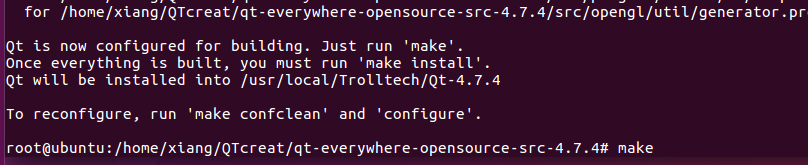 for /home/xiang/QTcreat/qt-everywhere-opensource-src-4.7.4/src/opengl/util/generator.pr
Qt is now configured for building. Just run 'make'.
Once everything is built, you must run 'make install'.
Qt will be installed into /usr/local/Trolltech/Qt-4.7.4
To reconfigure, run 'make confclean' and 'configure'.
root@ubuntu:/home/xiang/QTcreat/qt-everywhere-opensource-src-4.7.4# make